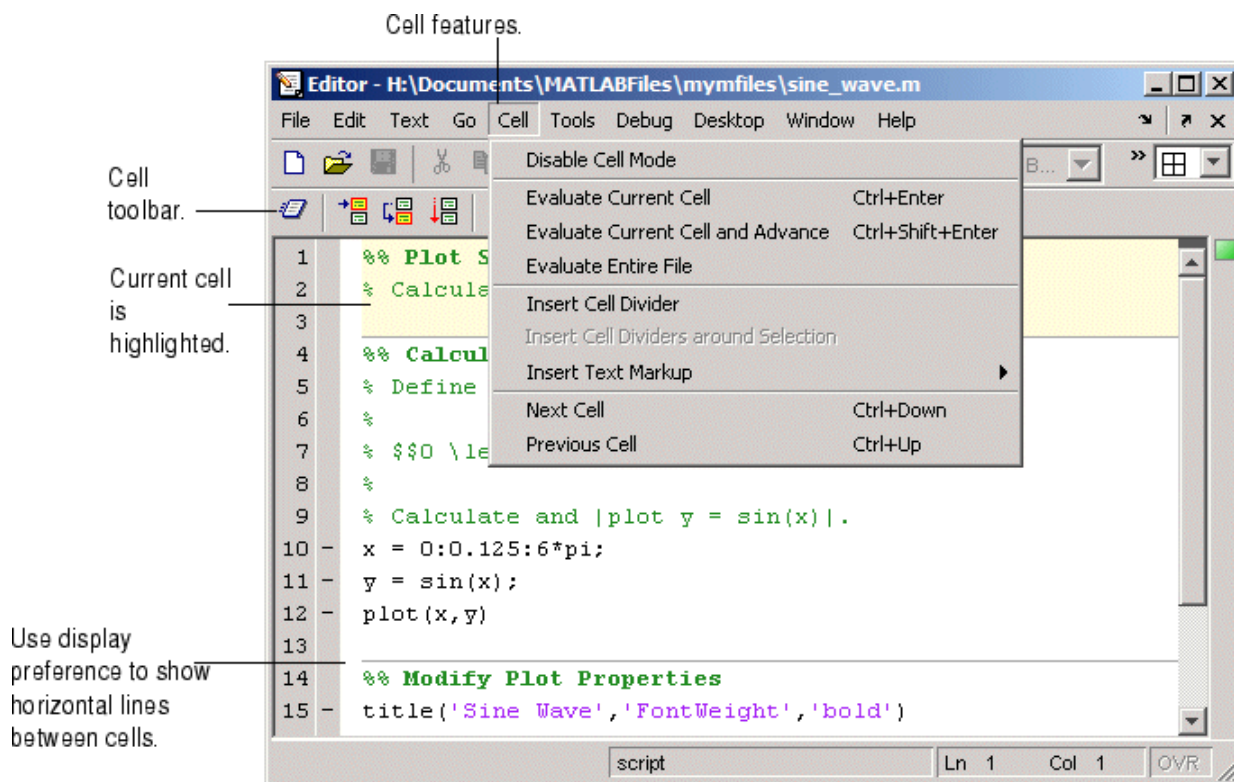 Cell features.
Editor - H:\Documents\MATLABFiles\mymfiles\sine_wave.m
File Edit Text Go Cell Tools Debug Desktop Window Help
Disable Cell Mode
B...
Cell
toolbar.
Evaluate Current Cell Ctrl+Enter
Evaluate Current Cell and Advance Ctrl+Shift+Enter
Evaluate Entire File
Insert Cell Divider
Insert Cell Dividers around Selection
Insert Text Markup
Next Cell Ctrl+Down
Previous Cell Ctrl+Up
Current cell
is
highlighted.
1 %% Plot S
2 % Calcula
3
4 %% Calcul
5 % Define
6 %
7 % $$0 \le
8 %
9 % Calculate and |plot y = sin(x)|.
10 - x = 0:0.125:6*pi;
11 - y = sin(x);
12 - plot(x,y)
13
14 %% Modify Plot Properties
15 - title('Sine Wave','FontWeight','bold')
Use display
preference to show
horizontal lines
between cells.
script Ln 1 Col 1 OVR